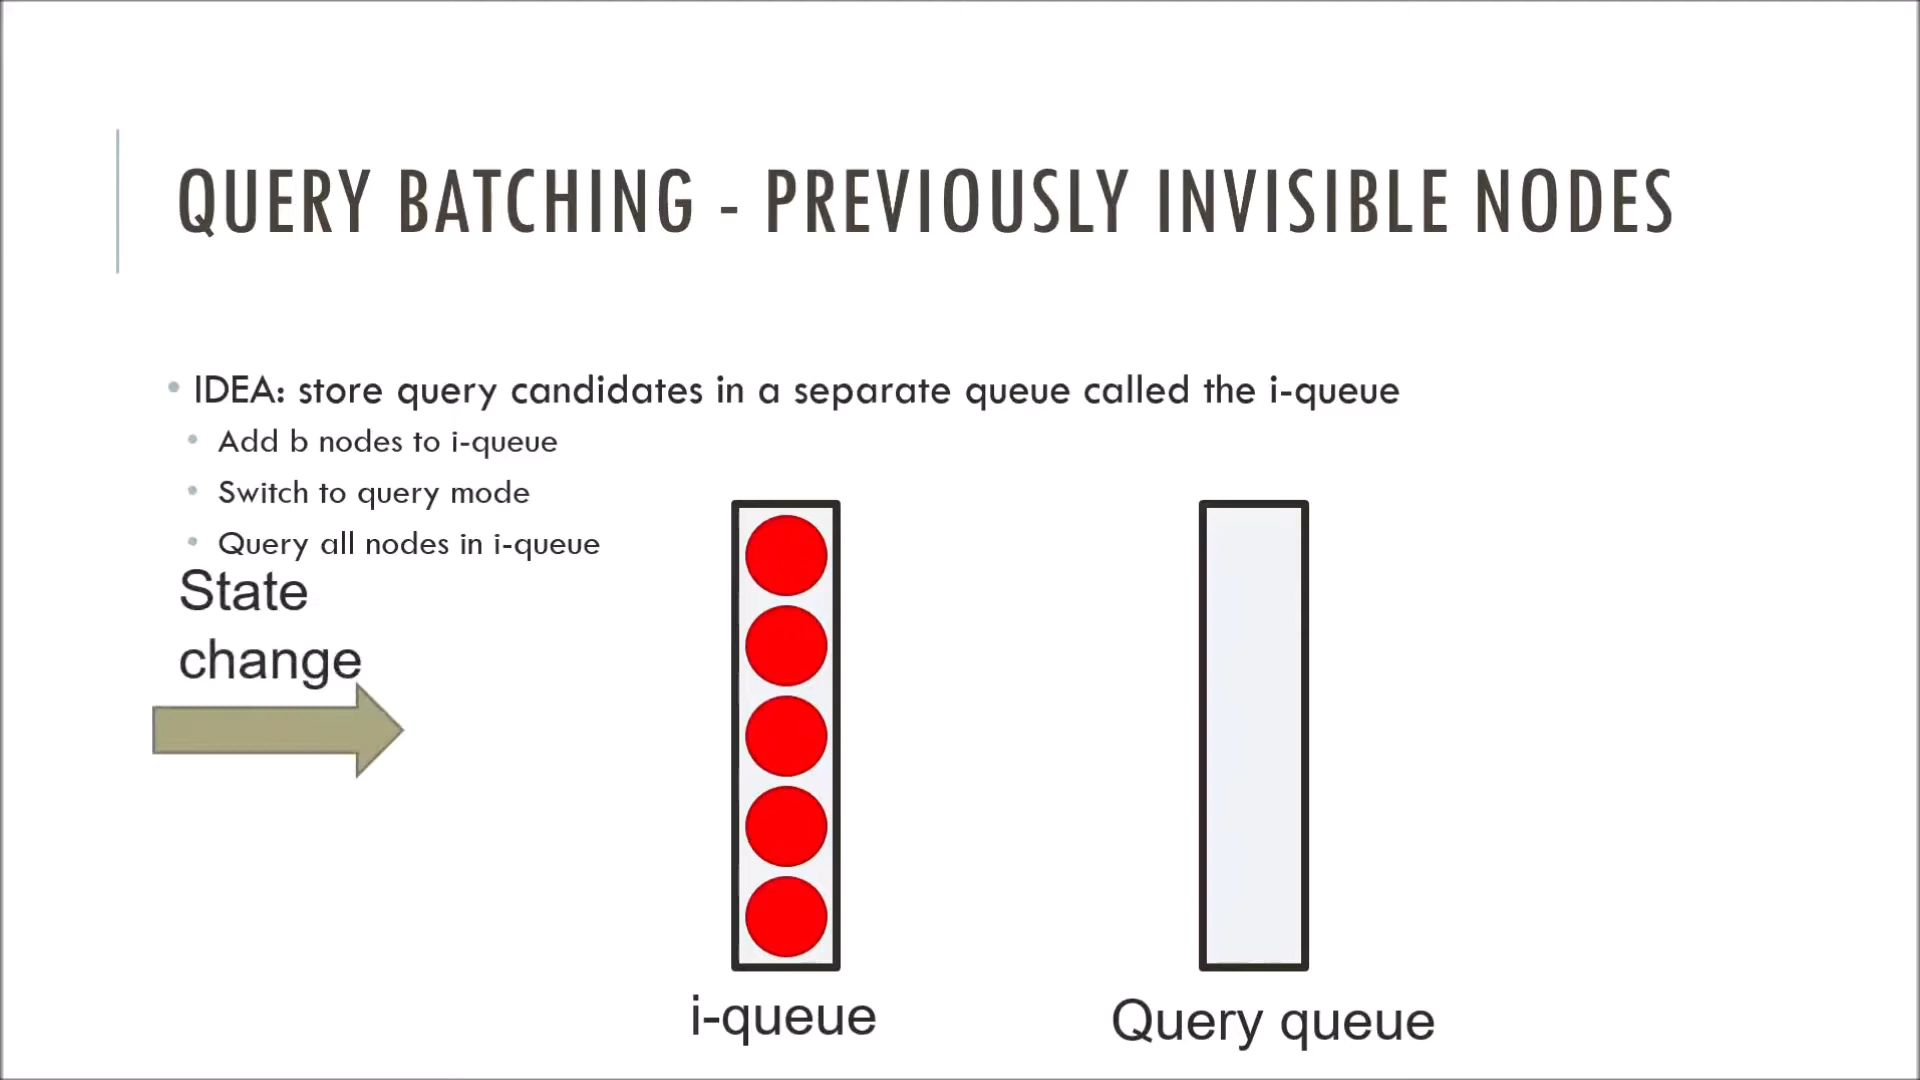 QUERY BATCHING - PREVIOUSLY INVISIBLE NODES
• IDEA: store query candidates in a separate queue called the i-queue
• Add b nodes to i-queue
• Switch to query mode
• Query all nodes in i-queue
State
change
i-queue
Query queue